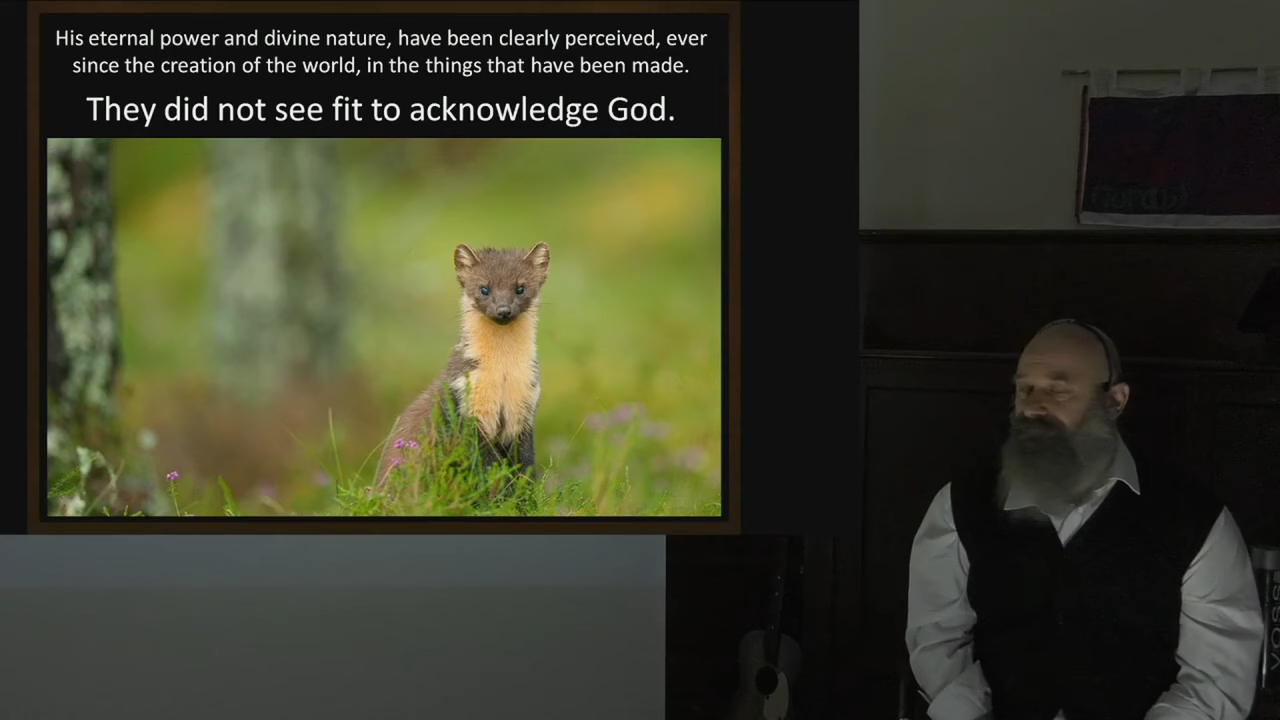 His eternal power and divine nature, have been clearly perceived, ever
since the creation of the world, in the things that have been made.
They did not see fit to acknowledge God.
VOSS